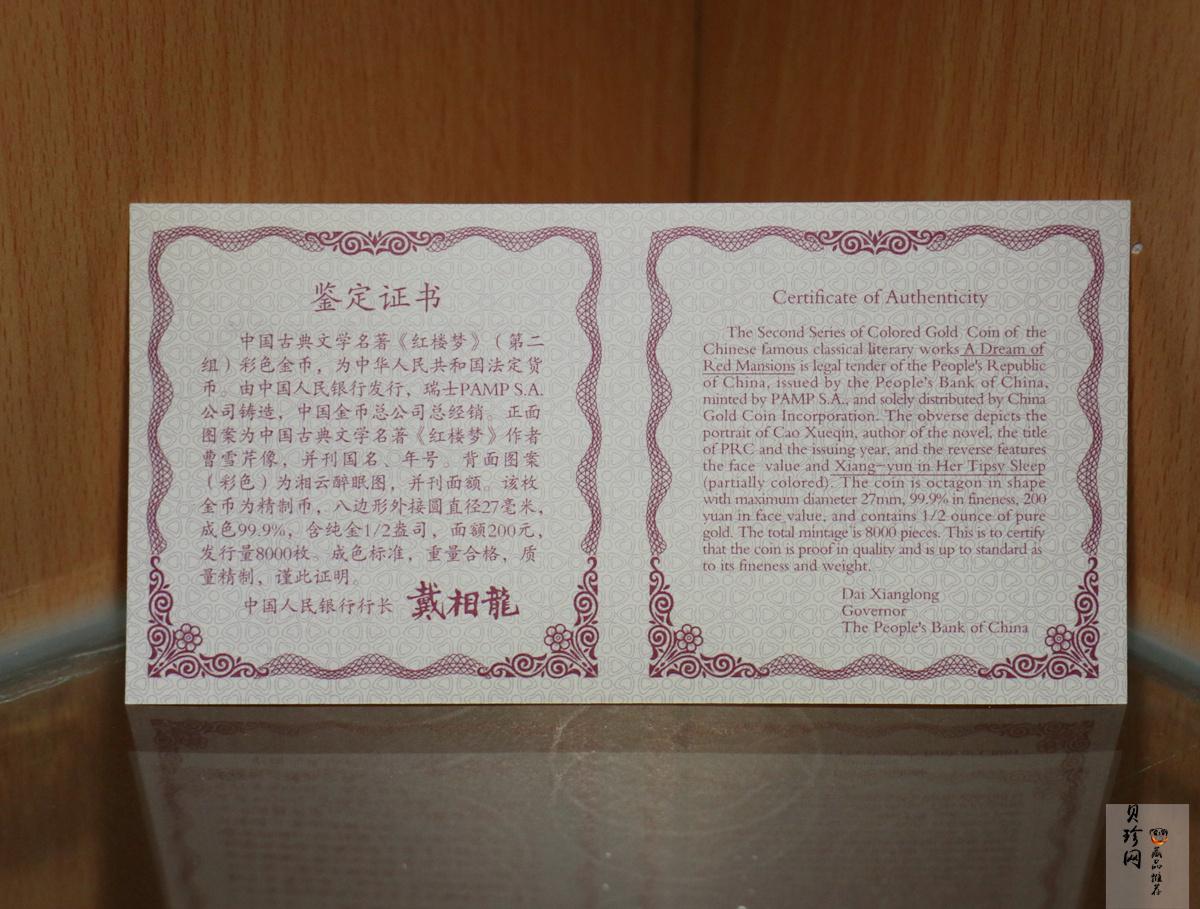 鉴定证书
中国古典文学名著《红楼梦》（第二
组）彩色金币，为中华人民共和国法定货
币。由中国人民银行发行，瑞士PAMP S.A.
公司铸造，中国金币总公司总经销。正面
图案为中国古典文学名著《红楼梦》作者
曹雪芹像，并刊国名、年号。背面图案
（彩色）为湘云醉眠图，并刊面额。该枚
金币为精制币，八边形外接圆直径27毫米，
成色99.9%，含纯金1/2盎司，面额200元，
发行量8000枚。成色标准，重量合格，质
量精制，谨此证明。
中国人民银行行长 戴相龍
Certificate of Authenticity
The Second Series of Colored Gold Coin of the
Chinese famous classical literary works A Dream of
Red Mansions is legal tender of the People's Republic
of China, issued by the People's Bank of China,
minted by PAMP S.A., and solely distributed by China
Gold Coin Incorporation. The obverse depicts the
portrait of Cao Xueqin, author of the novel, the title
of PRC and the issuing year, and the reverse features
the face value and Xiang-yun in Her Tipsy Sleep
(partially colored). The coin is octagon in shape
with maximum diameter 27mm, 99.9% in fineness, 200
yuan in face value, and contains 1/2 ounce of pure
gold. The total mintage is 8000 pieces. This is to certify
that the coin is proof in quality and is up to standard as
to its fineness and weight.
Dai Xianglong
Governor
The People's Bank of China
贝珍网
藏品推荐